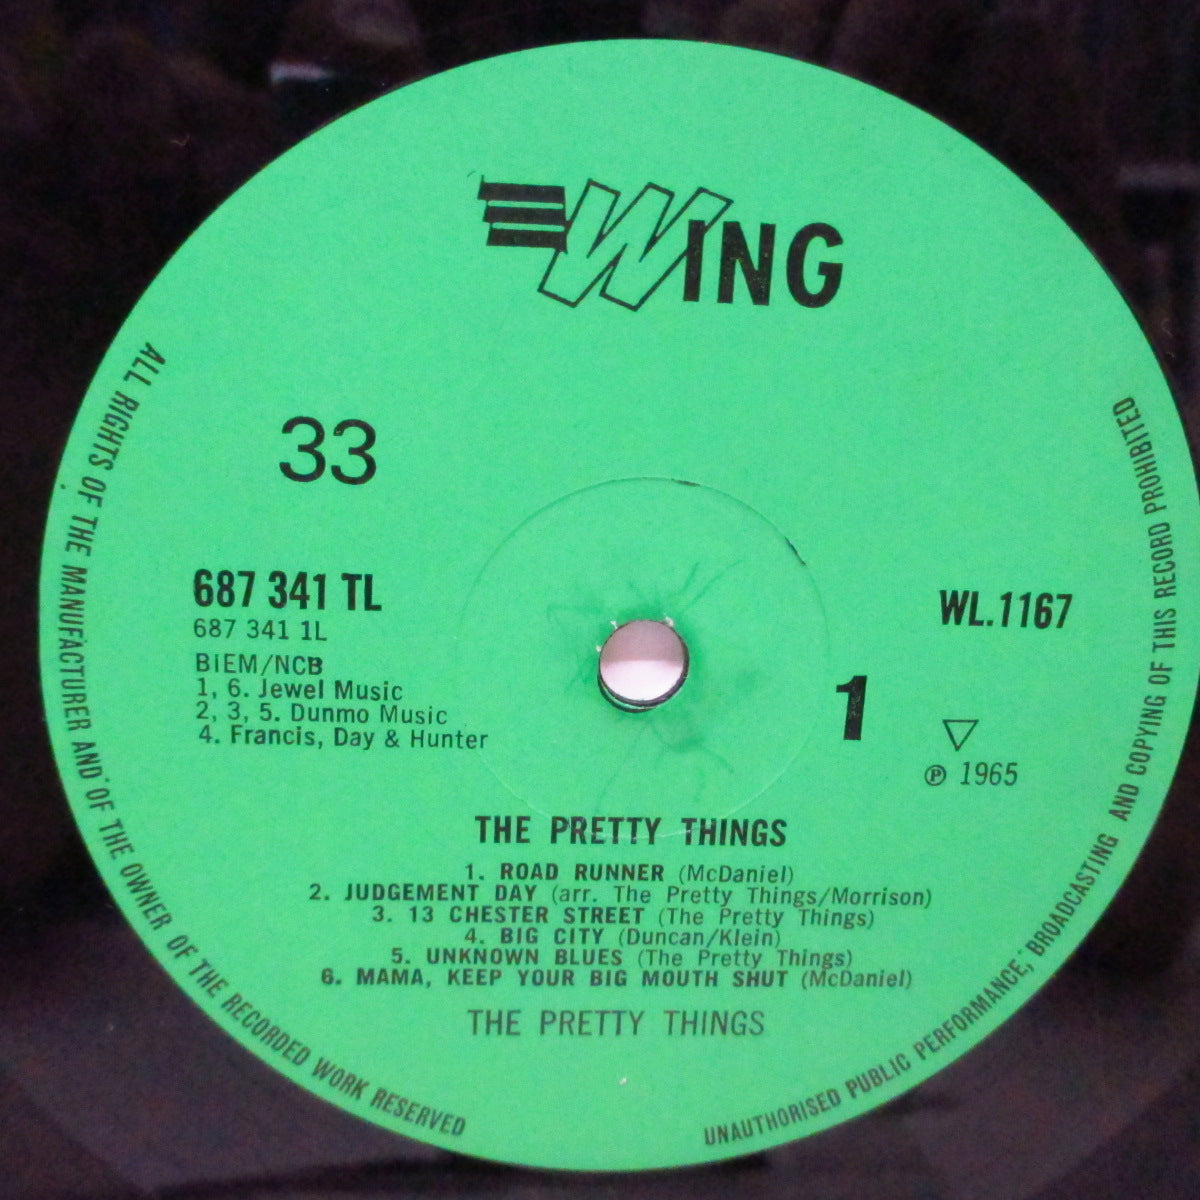 WING
33
687 341 TL
687 341 1L
BIEM/NCB
1, 6. Jewel Music
2, 3, 5. Dunmo Music
4. Francis, Day & Hunter
WL.1167
1
℗ 1965
THE PRETTY THINGS
1. ROAD RUNNER (McDaniel)
2. JUDGEMENT DAY (arr. The Pretty Things/Morrison)
3. 13 CHESTER STREET (The Pretty Things)
4. BIG CITY (Duncan/Klein)
5. UNKNOWN BLUES (The Pretty Things)
6. MAMA, KEEP YOUR BIG MOUTH SHUT (McDaniel)
THE PRETTY THINGS
ALL RIGHTS OF THE MANUFACTURER AND OF THE OWNER OF THE RECORDED WORK RESERVED
UNAUTHORISED PUBLIC PERFORMANCE, BROADCASTING AND COPYING OF THIS RECORD PROHIBITED